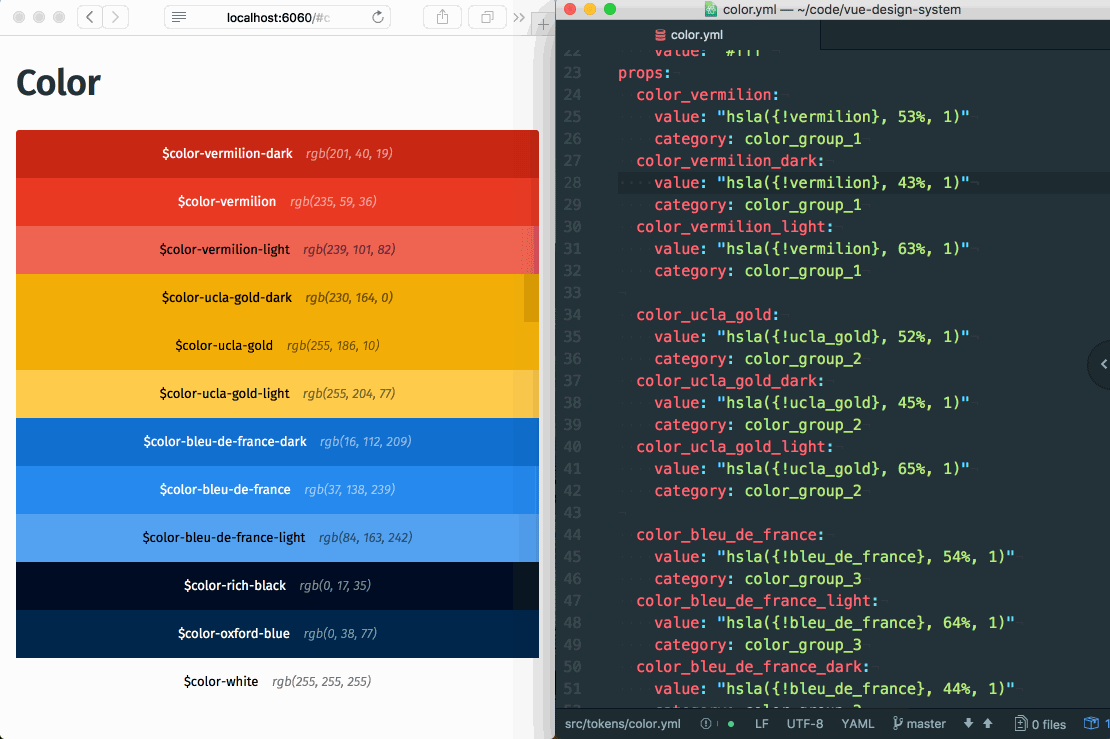 localhost:6060/#c
Color
$color-vermilion-dark rgb(201, 40, 19)
$color-vermilion rgb(235, 59, 36)
$color-vermilion-light rgb(239, 101, 82)
$color-ucla-gold-dark rgb(230, 164, 0)
$color-ucla-gold rgb(255, 186, 10)
$color-ucla-gold-light rgb(255, 204, 77)
$color-bleu-de-france-dark rgb(16, 112, 209)
$color-bleu-de-france rgb(37, 138, 239)
$color-bleu-de-france-light rgb(84, 163, 242)
$color-rich-black rgb(0, 17, 35)
$color-oxford-blue rgb(0, 38, 77)
$color-white rgb(255, 255, 255)
color.yml — ~/code/vue-design-system
color.yml
22 value: "#fff"
23 props:
24 color_vermilion:
25 value: "hsla({!vermilion}, 53%, 1)"
26 category: color_group_1
27 color_vermilion_dark:
28 value: "hsla({!vermilion}, 43%, 1)"
29 category: color_group_1
30 color_vermilion_light:
31 value: "hsla({!vermilion}, 63%, 1)"
32 category: color_group_1
33
34 color_ucla_gold:
35 value: "hsla({!ucla_gold}, 52%, 1)"
36 category: color_group_2
37 color_ucla_gold_dark:
38 value: "hsla({!ucla_gold}, 45%, 1)"
39 category: color_group_2
40 color_ucla_gold_light:
41 value: "hsla({!ucla_gold}, 65%, 1)"
42 category: color_group_2
43
44 color_bleu_de_france:
45 value: "hsla({!bleu_de_france}, 54%, 1)"
46 category: color_group_3
47 color_bleu_de_france_light:
48 value: "hsla({!bleu_de_france}, 64%, 1)"
49 category: color_group_3
50 color_bleu_de_france_dark:
51 value: "hsla({!bleu_de_france}, 44%, 1)"
src/tokens/color.yml LF UTF-8 YAML master 0 files 1